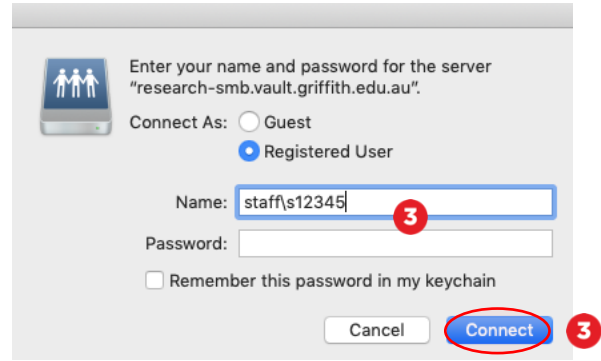 Enter your name and password for the server
“research-smb.vault.griffith.edu.au”.
Connect As: Guest
Registered User
Name: staff\s12345
3
Password:
Remember this password in my keychain
Cancel Connect 3